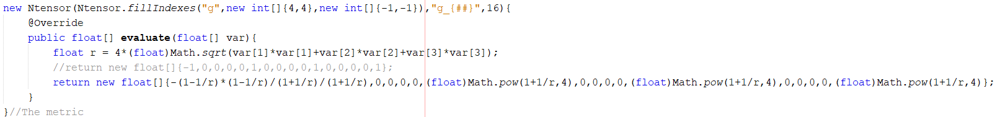 new Ntensor(Ntensor.fillIndexes("g",new int[]{4,4},new int[]{-1,-1}),"g_{##}",16){
@Override
public float[] evaluate(float[] var){
float r = 4*(float)Math.sqrt(var[1]*var[1]+var[2]*var[2]+var[3]*var[3]);
//return new float[]{-1,0,0,0,0,1,0,0,0,0,1,0,0,0,0,1};
return new float[]{-(1-1/r)*(1-1/r)/(1+1/r)/(1+1/r),0,0,0,0,(float)Math.pow(1+1/r,4),0,0,0,0,(float)Math.pow(1+1/r,4),0,0,0,0,(float)Math.pow(1+1/r,4)};
}
}//The metric